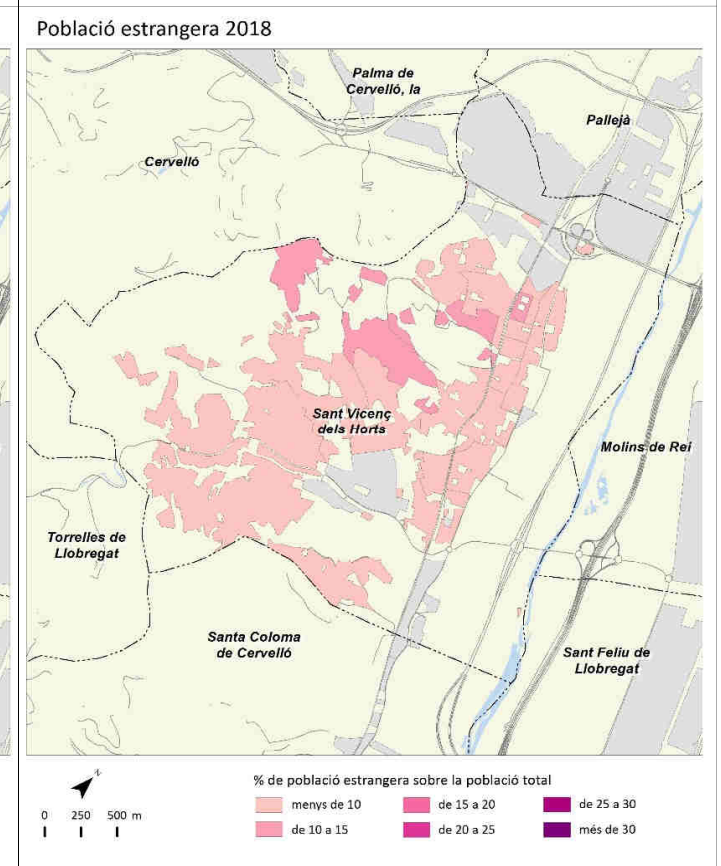 Població estrangera 2018
Palma de
Cervelló, la
Pallejà
Cervelló
Sant Vicenç
dels Horts
Molins de Rei
Torrelles de
Llobregat
Santa Coloma
de Cervelló
Sant Feliu de
Llobregat
N
0 250 500 m
% de població estrangera sobre la població total
menys de 10
de 15 a 20
de 25 a 30
de 10 a 15
de 20 a 25
més de 30